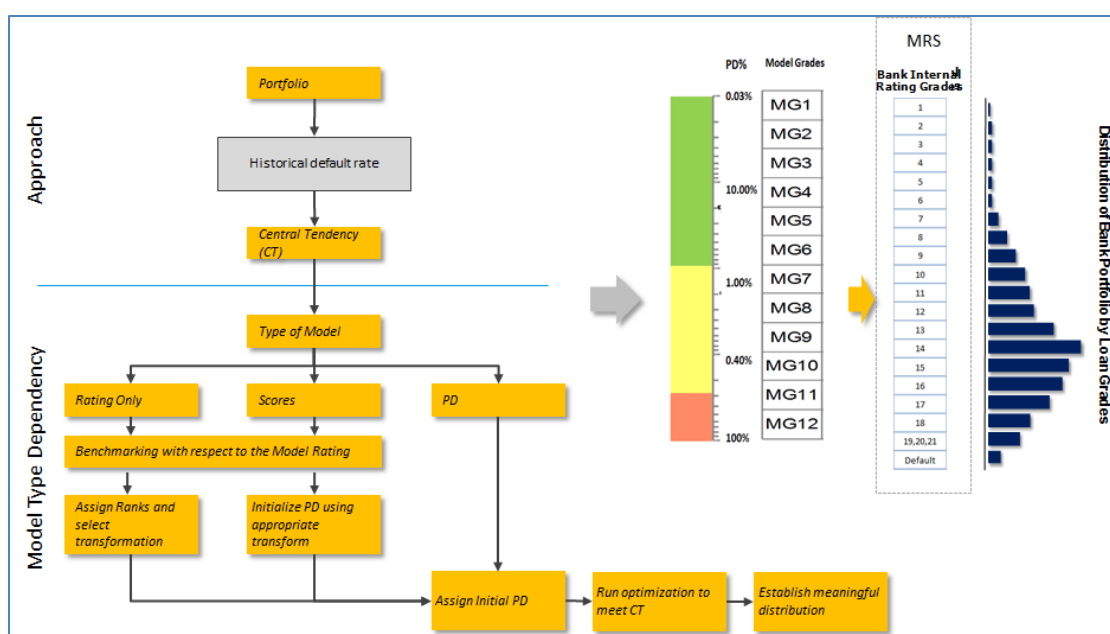 Approach
Portfolio
Historical default rate
Central Tendency
(CT)
Model Type Dependency
Type of Model
Rating Only
Scores
PD
Benchmarking with respect to the Model Rating
Assign Ranks and
select
transformation
Initialize PD using
appropriate
transform
Assign Initial PD
Run optimization to
meet CT
Establish meaningful
distribution
PD%
Model Grades
0.03%
10.00%
1.00%
0.40%
100%
MG1
MG2
MG3
MG4
MG5
MG6
MG7
MG8
MG9
MG10
MG11
MG12
MRS
Bank Internal
Rating Grades
1
2
3
4
5
6
7
8
9
10
11
12
13
14
15
16
17
18
19,20,21
Default
Distribution of Bank Portfolio by Loan Grades